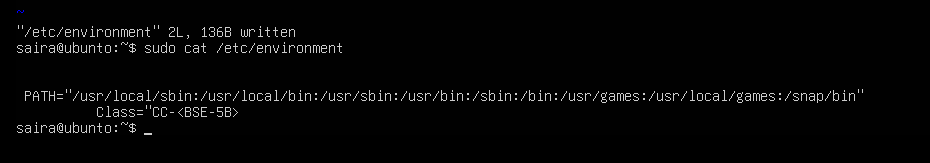 ~
"/etc/environment" 2L, 136B written
saira@ubunto:~$ sudo cat /etc/environment
PATH="/usr/local/sbin:/usr/local/bin:/usr/sbin:/usr/bin:/sbin:/bin:/usr/games:/usr/local/games:/snap/bin"
Class="CC-<BSE-5B>
saira@ubunto:~$ _